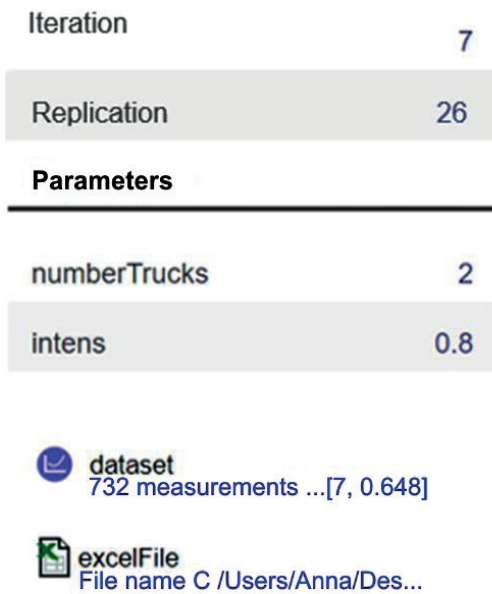 Iteration
7
Replication
26
Parameters
numberTrucks
2
intens
0.8
dataset
732 measurements ...[7, 0.648]
excelFile
File name C /Users/Anna/Des...